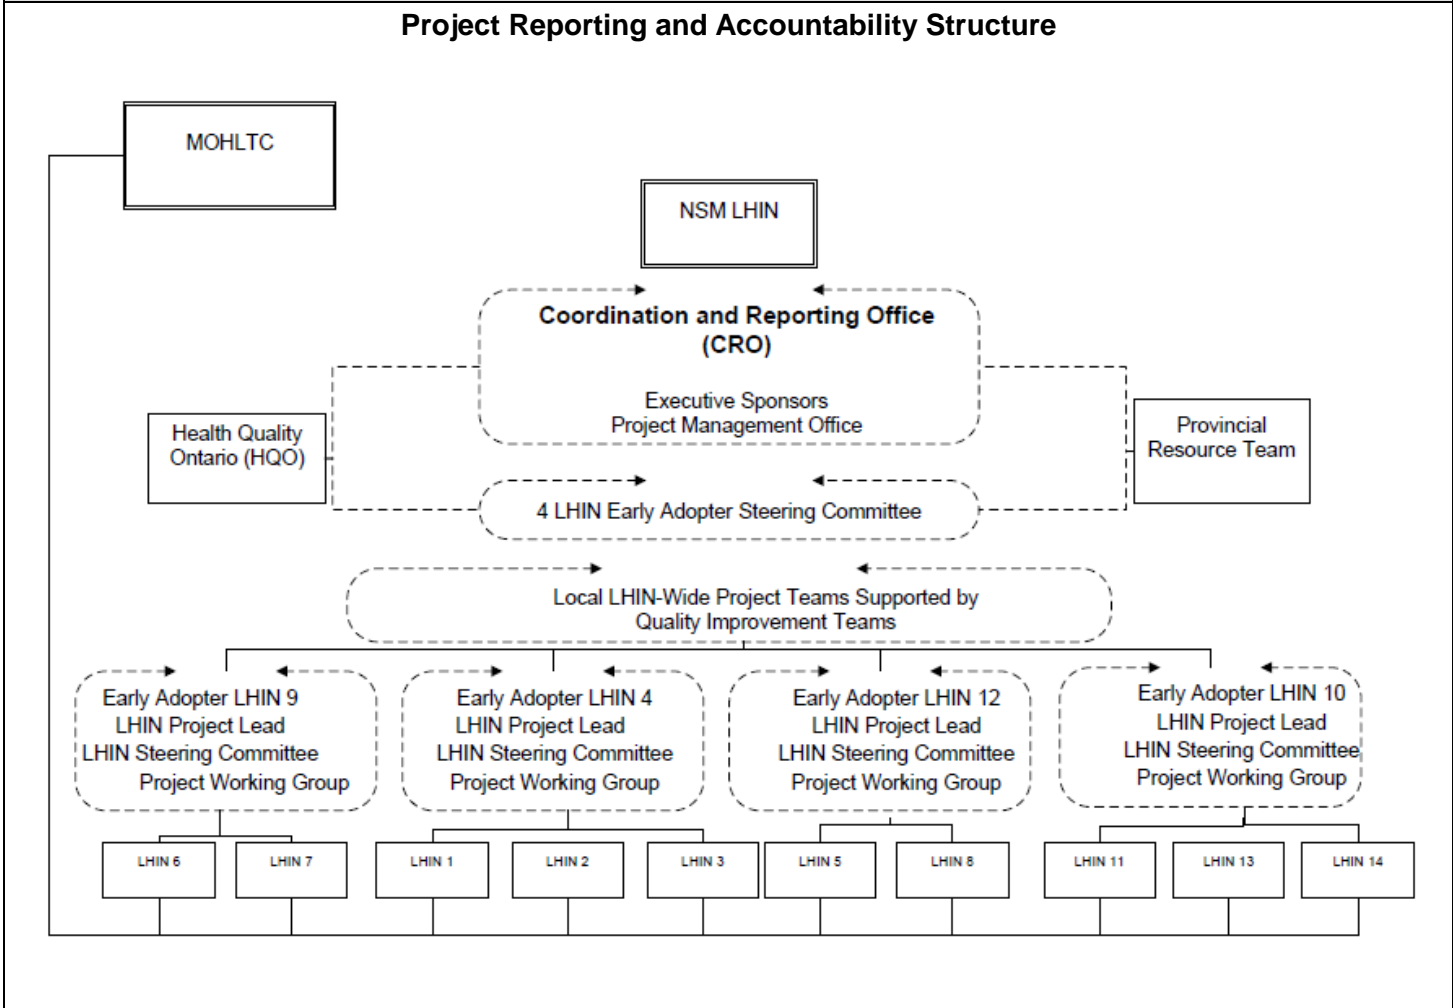 Project Reporting and Accountability Structure
MOHLTC
NSM LHIN
Coordination and Reporting Office
(CRO)
Executive Sponsors
Project Management Office
Health Quality
Ontario (HQO)
Provincial
Resource Team
4 LHIN Early Adopter Steering Committee
Local LHIN-Wide Project Teams Supported by
Quality Improvement Teams
Early Adopter LHIN 9
LHIN Project Lead
LHIN Steering Committee
Project Working Group
Early Adopter LHIN 4
LHIN Project Lead
LHIN Steering Committee
Project Working Group
Early Adopter LHIN 12
LHIN Project Lead
LHIN Steering Committee
Project Working Group
Early Adopter LHIN 10
LHIN Project Lead
LHIN Steering Committee
Project Working Group
LHIN 6
LHIN 7
LHIN 1
LHIN 2
LHIN 3
LHIN 5
LHIN 8
LHIN 11
LHIN 13
LHIN 14